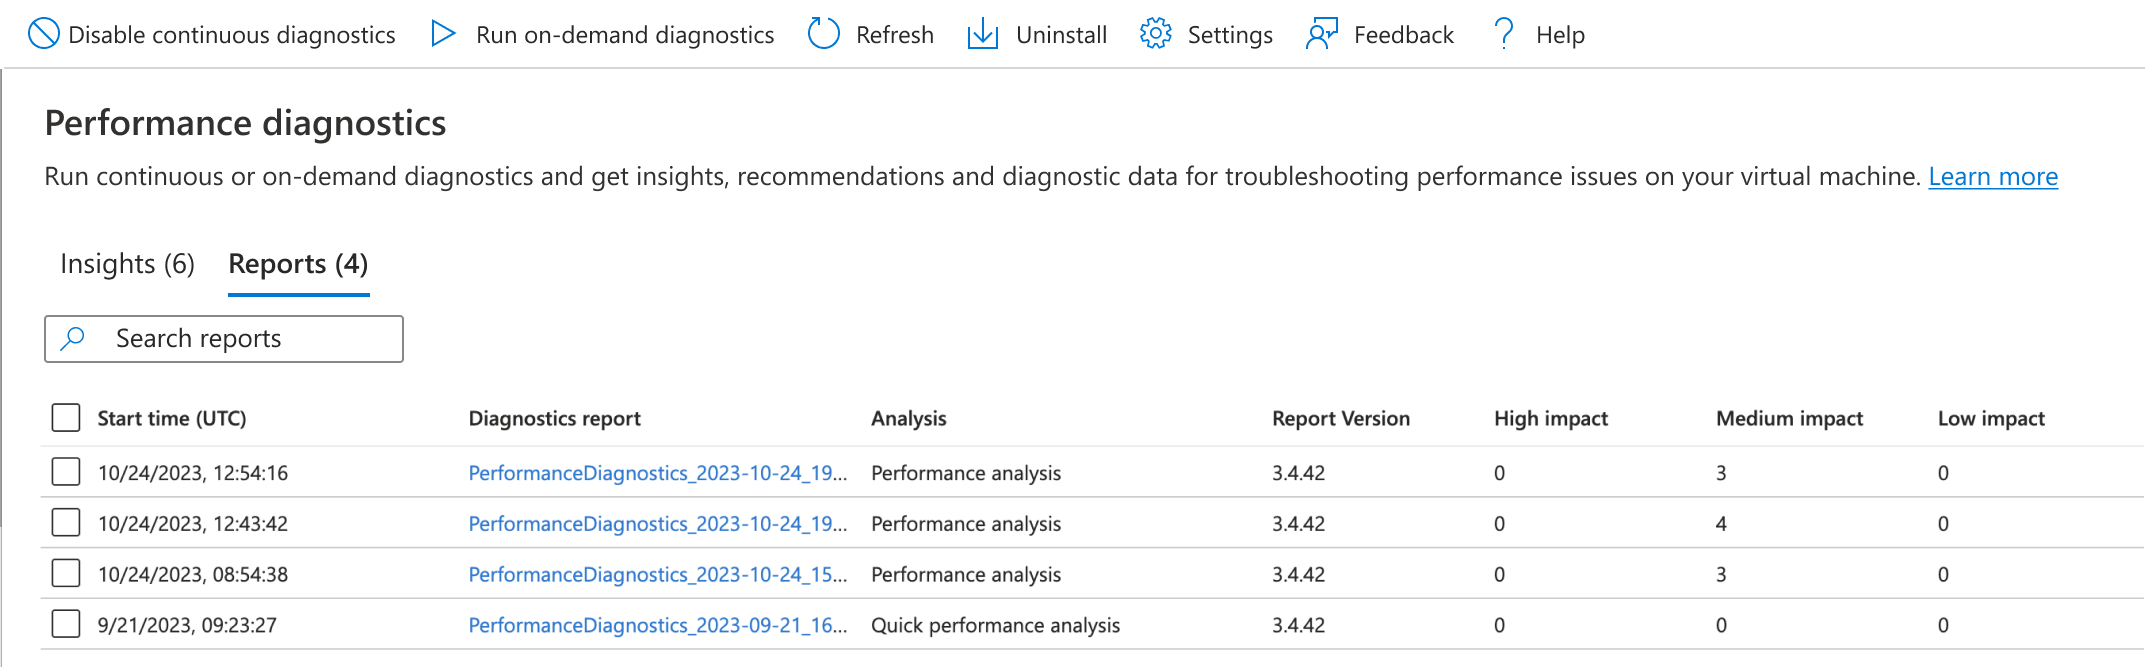 Disable continuous diagnostics Run on-demand diagnostics Refresh Uninstall Settings Feedback Help
Performance diagnostics
Run continuous or on-demand diagnostics and get insights, recommendations and diagnostic data for troubleshooting performance issues on your virtual machine. Learn more
Insights (6) Reports (4)
Search reports
Start time (UTC) Diagnostics report Analysis Report Version High impact Medium impact Low impact
10/24/2023, 12:54:16 PerformanceDiagnostics_2023-10-24_19... Performance analysis 3.4.42 0 3 0
10/24/2023, 12:43:42 PerformanceDiagnostics_2023-10-24_19... Performance analysis 3.4.42 0 4 0
10/24/2023, 08:54:38 PerformanceDiagnostics_2023-10-24_15... Performance analysis 3.4.42 0 3 0
9/21/2023, 09:23:27 PerformanceDiagnostics_2023-09-21_16... Quick performance analysis 3.4.42 0 0 0